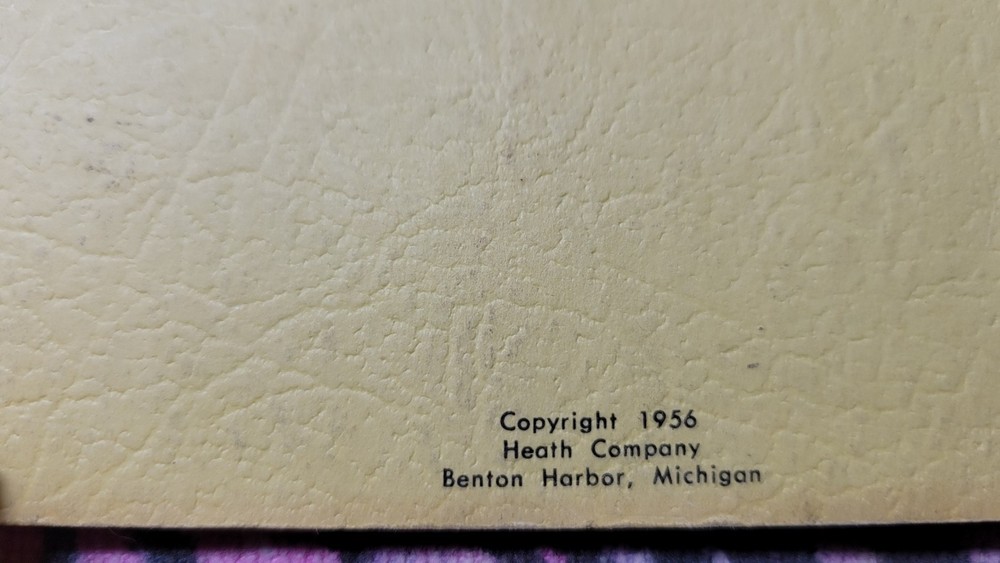 Copyright 1956
Heath Company
Benton Harbor, Michigan